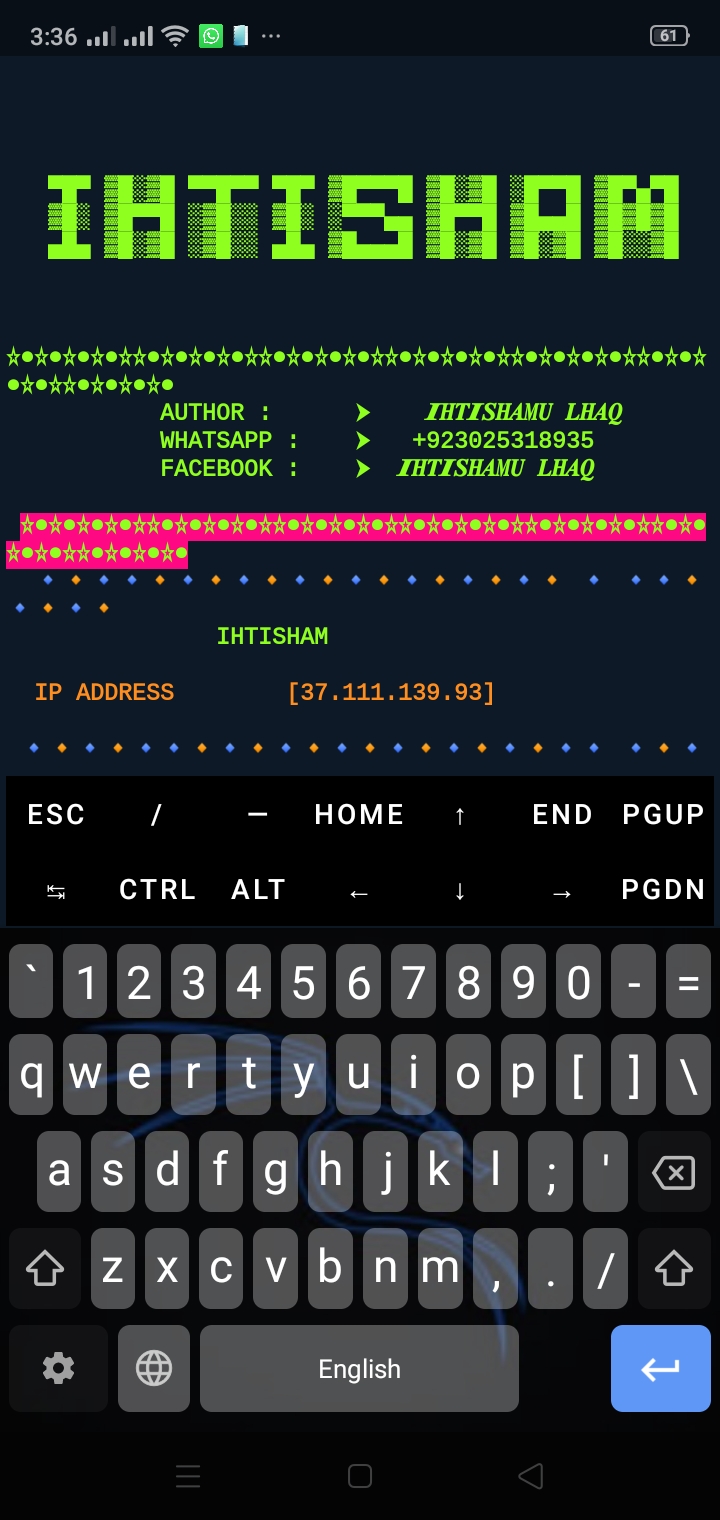 3:36 61
IHTISHAM
☆●☆●☆●☆●☆☆●☆●☆●☆●☆☆●☆●☆●☆●☆☆●☆●☆●☆●☆☆●☆●☆●☆●☆☆●☆
●☆●☆☆●☆●☆●☆●
AUTHOR : ➤ IHTISHAMU LHAQ
WHATSAPP : ➤ +923025318935
FACEBOOK : ➤ IHTISHAMU LHAQ
☆●☆●☆●☆●☆☆●☆●☆●☆●☆☆●☆●☆●☆●☆☆●☆●☆●☆●☆☆●☆●☆●☆●☆☆●☆●
☆●☆●☆☆●☆●☆●☆●
IHTISHAM
IP ADDRESS [37.111.139.93]
ESC / — HOME ↑ END PGUP
↹ CTRL ALT ← ↓ → PGDN
` 1 2 3 4 5 6 7 8 9 0 - =
q w e r t y u i o p [ ] \
a s d f g h j k l ; '
z x c v b n m , . /
English